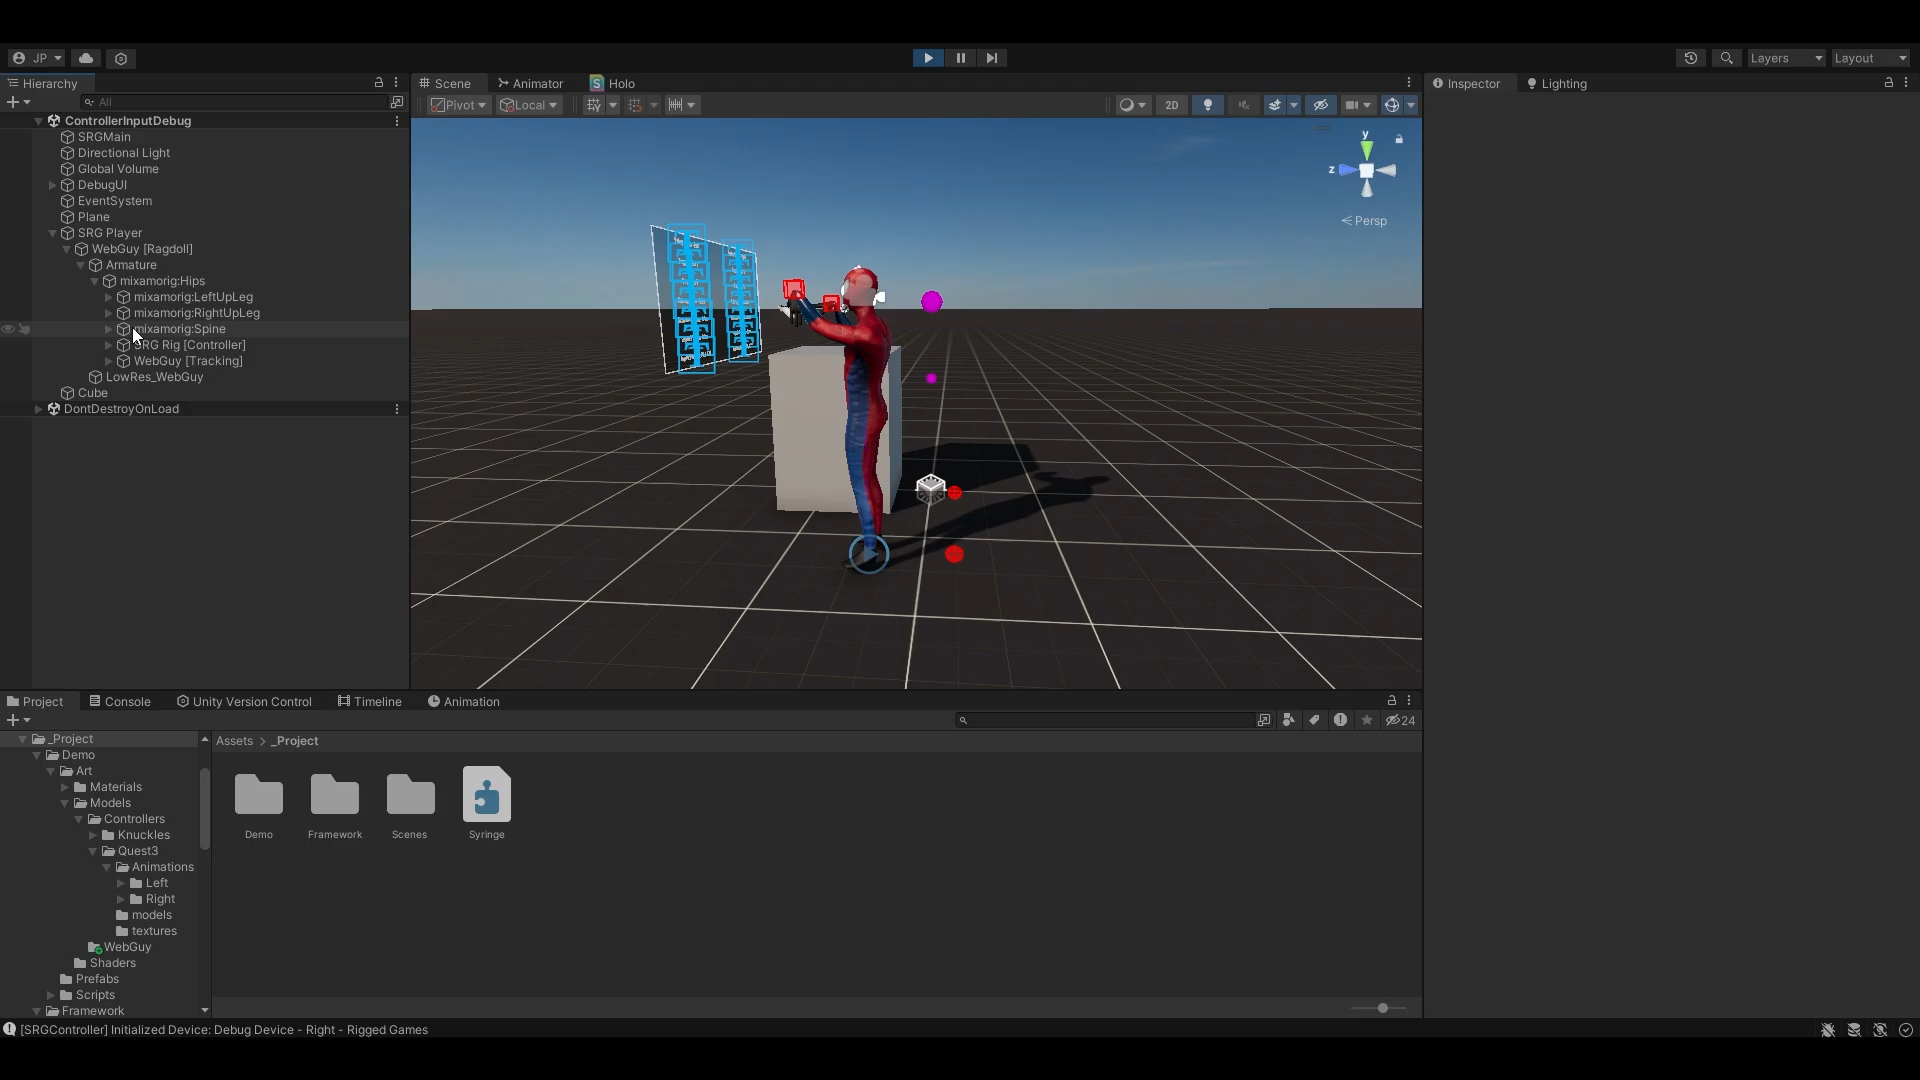 JP
Layers
Layout
Hierarchy
Scene
Animator
Holo
Inspector
Lighting
All
Pivot
Local
2D
ControllerInputDebug
SRGMain
Directional Light
Global Volume
DebugUI
EventSystem
Plane
SRG Player
WebGuy [Ragdoll]
Armature
mixamorig:Hips
mixamorig:LeftUpLeg
mixamorig:RightUpLeg
mixamorig:Spine
SRG Rig [Controller]
WebGuy [Tracking]
LowRes_WebGuy
Cube
DontDestroyOnLoad
y
z
Persp
Project
Console
Unity Version Control
Timeline
Animation
24
_Project
Demo
Art
Materials
Models
Controllers
Knuckles
Quest3
Animations
Left
Right
models
textures
WebGuy
Shaders
Prefabs
Scripts
Framework
Assets > _Project
Demo
Framework
Scenes
Syringe
[SRGController] Initialized Device: Debug Device - Right - Rigged Games